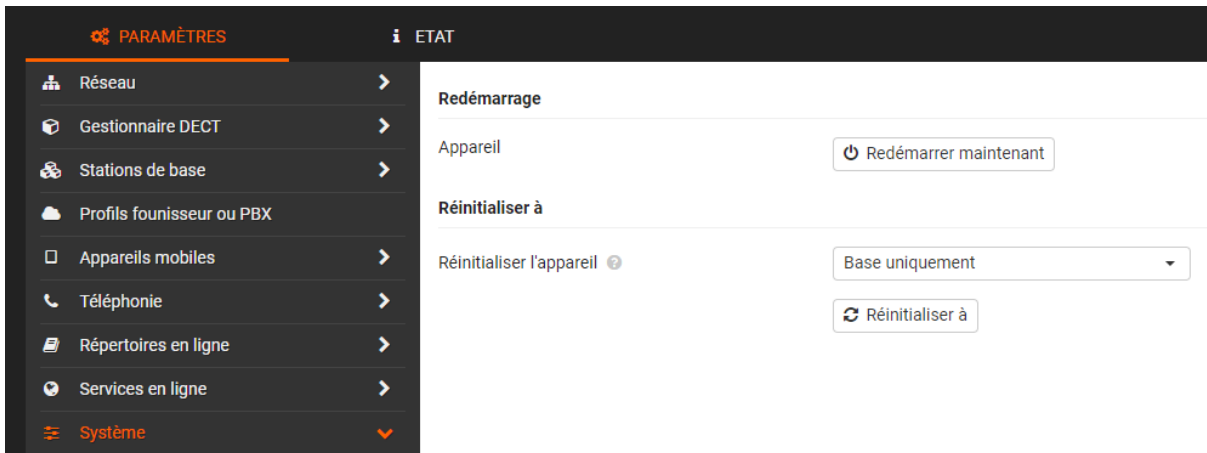 PARAMÈTRES
ETAT
Réseau
Gestionnaire DECT
Stations de base
Profils founisseur ou PBX
Appareils mobiles
Téléphonie
Répertoires en ligne
Services en ligne
Système
Redémarrage
Appareil
Redémarrer maintenant
Réinitialiser à
Réinitialiser l'appareil
Base uniquement
Réinitialiser à